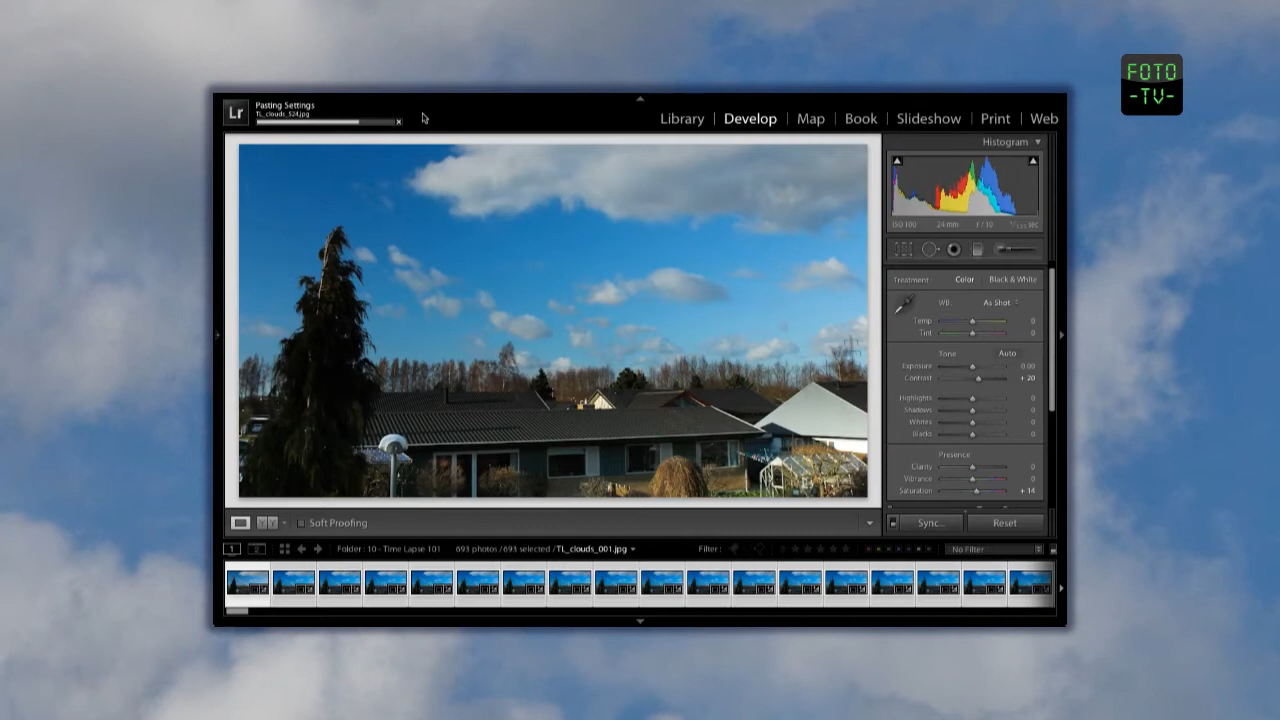 FOTO
-TV-
Lr
Pasting Settings
TL_clouds_524.jpg
Library | Develop | Map | Book | Slideshow | Print | Web
Histogram
ISO 100 24 mm f / 10
Treatment : Color Black & White
WB: As Shot
Temp 0
Tint 0
Tone Auto
Exposure 0.00
Contrast + 20
Highlights 0
Shadows 0
Whites 0
Blacks 0
Presence
Clarity 0
Vibrance 0
Saturation + 14
Y Y Soft Proofing
Sync... Reset
1 2 Folder : 10 - Time Lapse 101 693 photos / 693 selected / TL_clouds_001.jpg Filter : No Filter